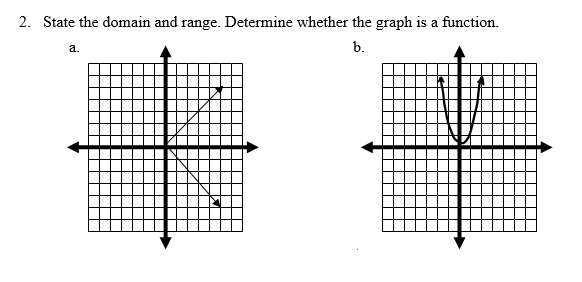 2. State the domain and range. Determine whether the graph is a function.
a. b.